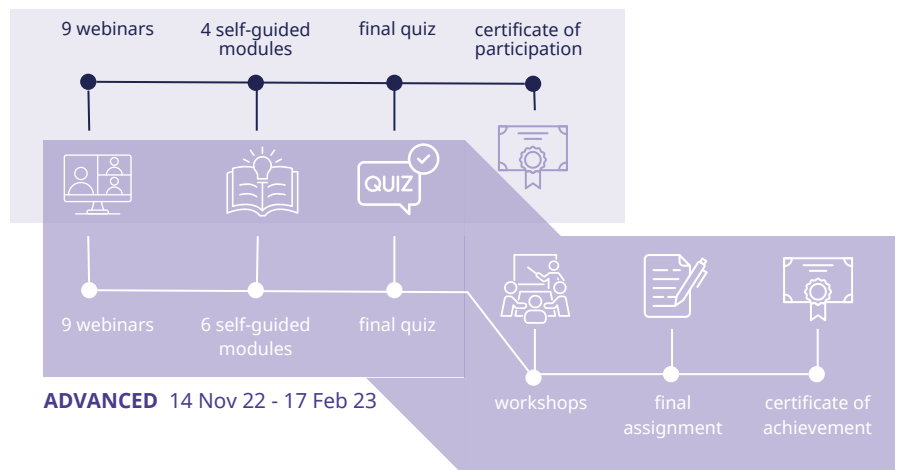 9 webinars
4 self-guided
modules
final quiz
certificate of
participation
QUIZ
9 webinars
6 self-guided
modules
final quiz
workshops
final
assignment
certificate of
achievement
ADVANCED 14 Nov 22 - 17 Feb 23